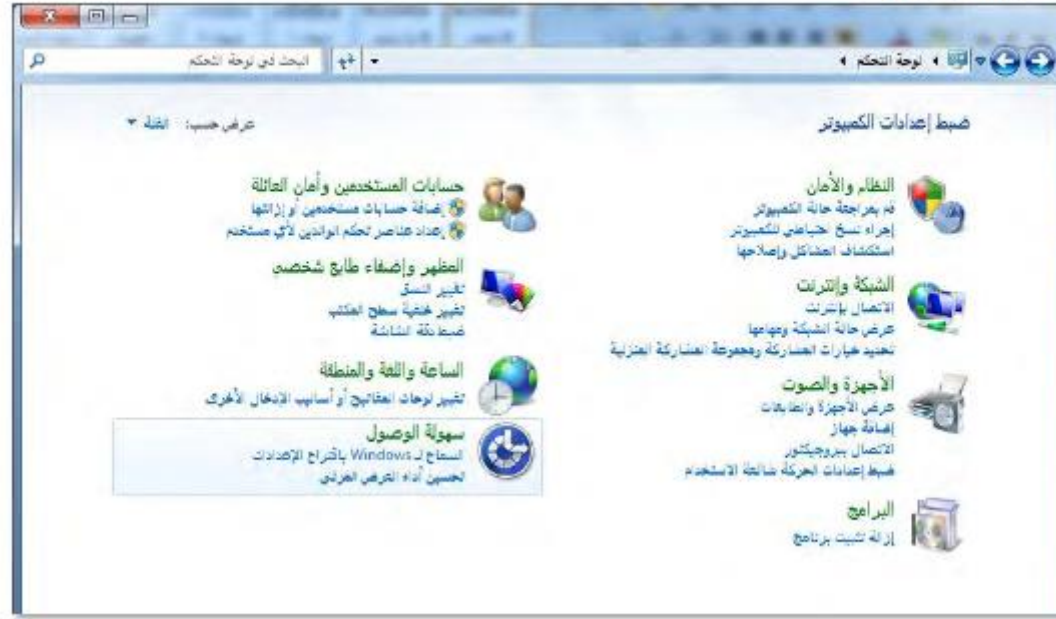 لوحة التحكم
البحث في لوحة التحكم
ضبط إعدادات الكمبيوتر
عرض حسب: الفئة
النظام والأمان
قم بمراجعة حالة الكمبيوتر
إجراء نسخ احتياطي للكمبيوتر
استكشاف المشاكل وإصلاحها
الشبكة وإنترنت
الاتصال بإنترنت
عرض حالة الشبكة ومهامها
تحديد خيارات المشاركة ومجموعة المشاركة المنزلية
الأجهزة والصوت
عرض الأجهزة والطابعات
إضافة جهاز
الاتصال ببروجيكتور
ضبط إعدادات الحركة شائعة الاستخدام
البرامج
إزالة تثبيت برنامج
حسابات المستخدمين وأمان العائلة
إضافة حسابات مستخدمين أو إزالتها
إعداد عناصر تحكم الوالدين لأي مستخدم
المظهر وإضفاء طابع شخصي
تغيير النسق
تغيير خلفية سطح المكتب
ضبط دقة الشاشة
الساعة واللغة والمنطقة
تغيير لوحات المفاتيح أو أساليب الإدخال الأخرى
سهولة الوصول
السماح لـ Windows باقتراح الإعدادات
تحسين أداء العرض المرئي